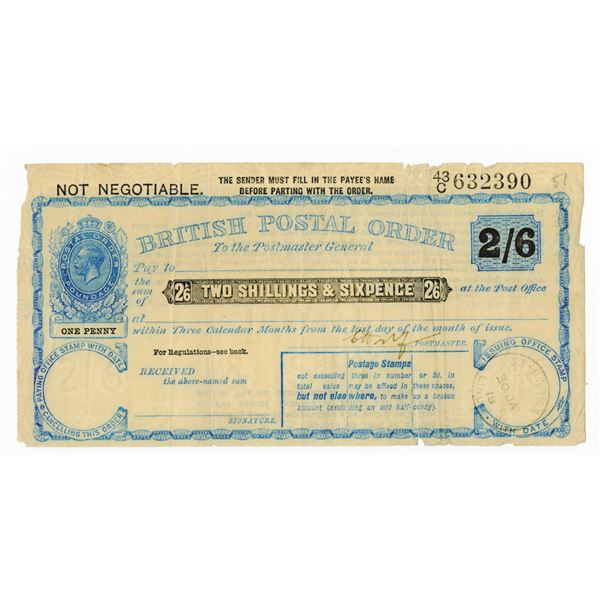 NOT NEGOTIABLE.
THE SENDER MUST FILL IN THE PAYEE'S NAME
BEFORE PARTING WITH THE ORDER.
43/C 632390
51
BRITISH POSTAL ORDER
To the Postmaster General
2/6
POSTAL ORDER
POUNDAGE
ONE PENNY
Pay to
the sum of
2/6 TWO SHILLINGS & SIXPENCE 2/6
at the Post Office
at
within Three Calendar Months from the last day of the month of issue.
POSTMASTER.
For Regulations—see back.
RECEIVED
the above-named sum
SIGNATURE.
Postage Stamps
not exceeding three in number or 5d. in
total value may be affixed in these spaces,
but not elsewhere, to make up a broken
amount (excluding an odd half-penny).
PAYING OFFICE STAMP WITH DATE
CANCELLING THIS ORDER
ISSUING OFFICE STAMP
WITH DATE
20 JA